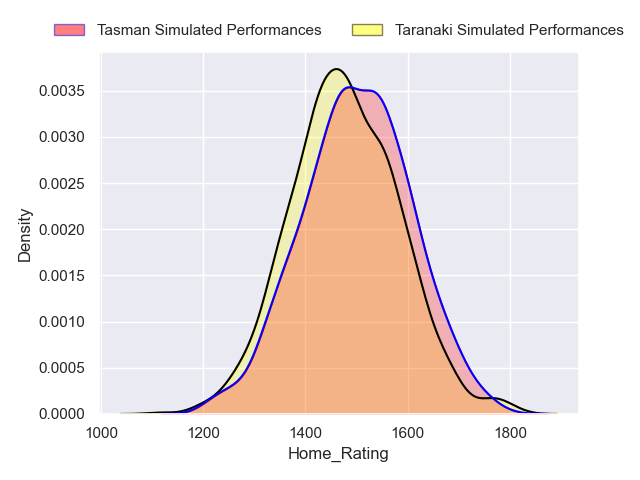 Tasman Simulated Performances
Taranaki Simulated Performances
0.0035
0.0030
0.0025
0.0020
0.0015
0.0010
0.0005
0.0000
Density
1000 1200 1400 1600 1800
Home_Rating